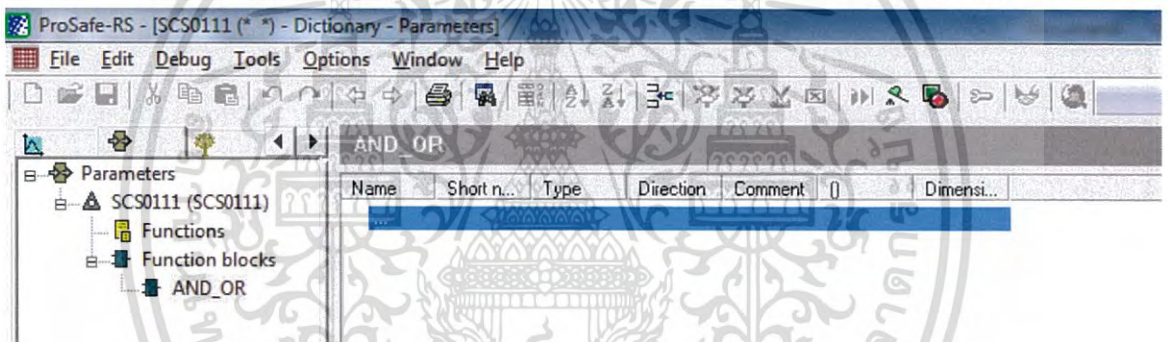 ProSafe-RS - [SCS0111 (* *) - Dictionary - Parameters]
File Edit Debug Tools Options Window Help
AND_OR
Parameters
SCS0111 (SCS0111)
Functions
Function blocks
AND_OR
Name Short n... Type Direction Comment () Dimensi...
...